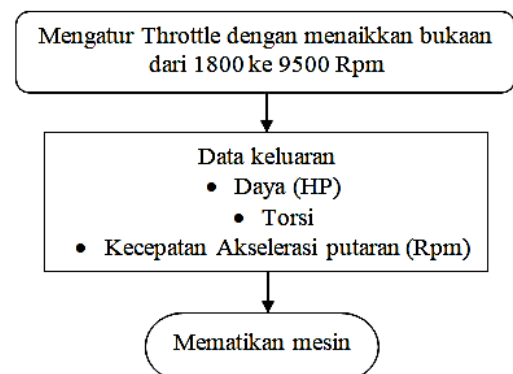 Mengatur Throttle dengan menaikkan bukaan
dari 1800 ke 9500 Rpm
Data keluaran
• Daya (HP)
• Torsi
• Kecepatan Akselerasi putaran (Rpm)
Mematikan mesin